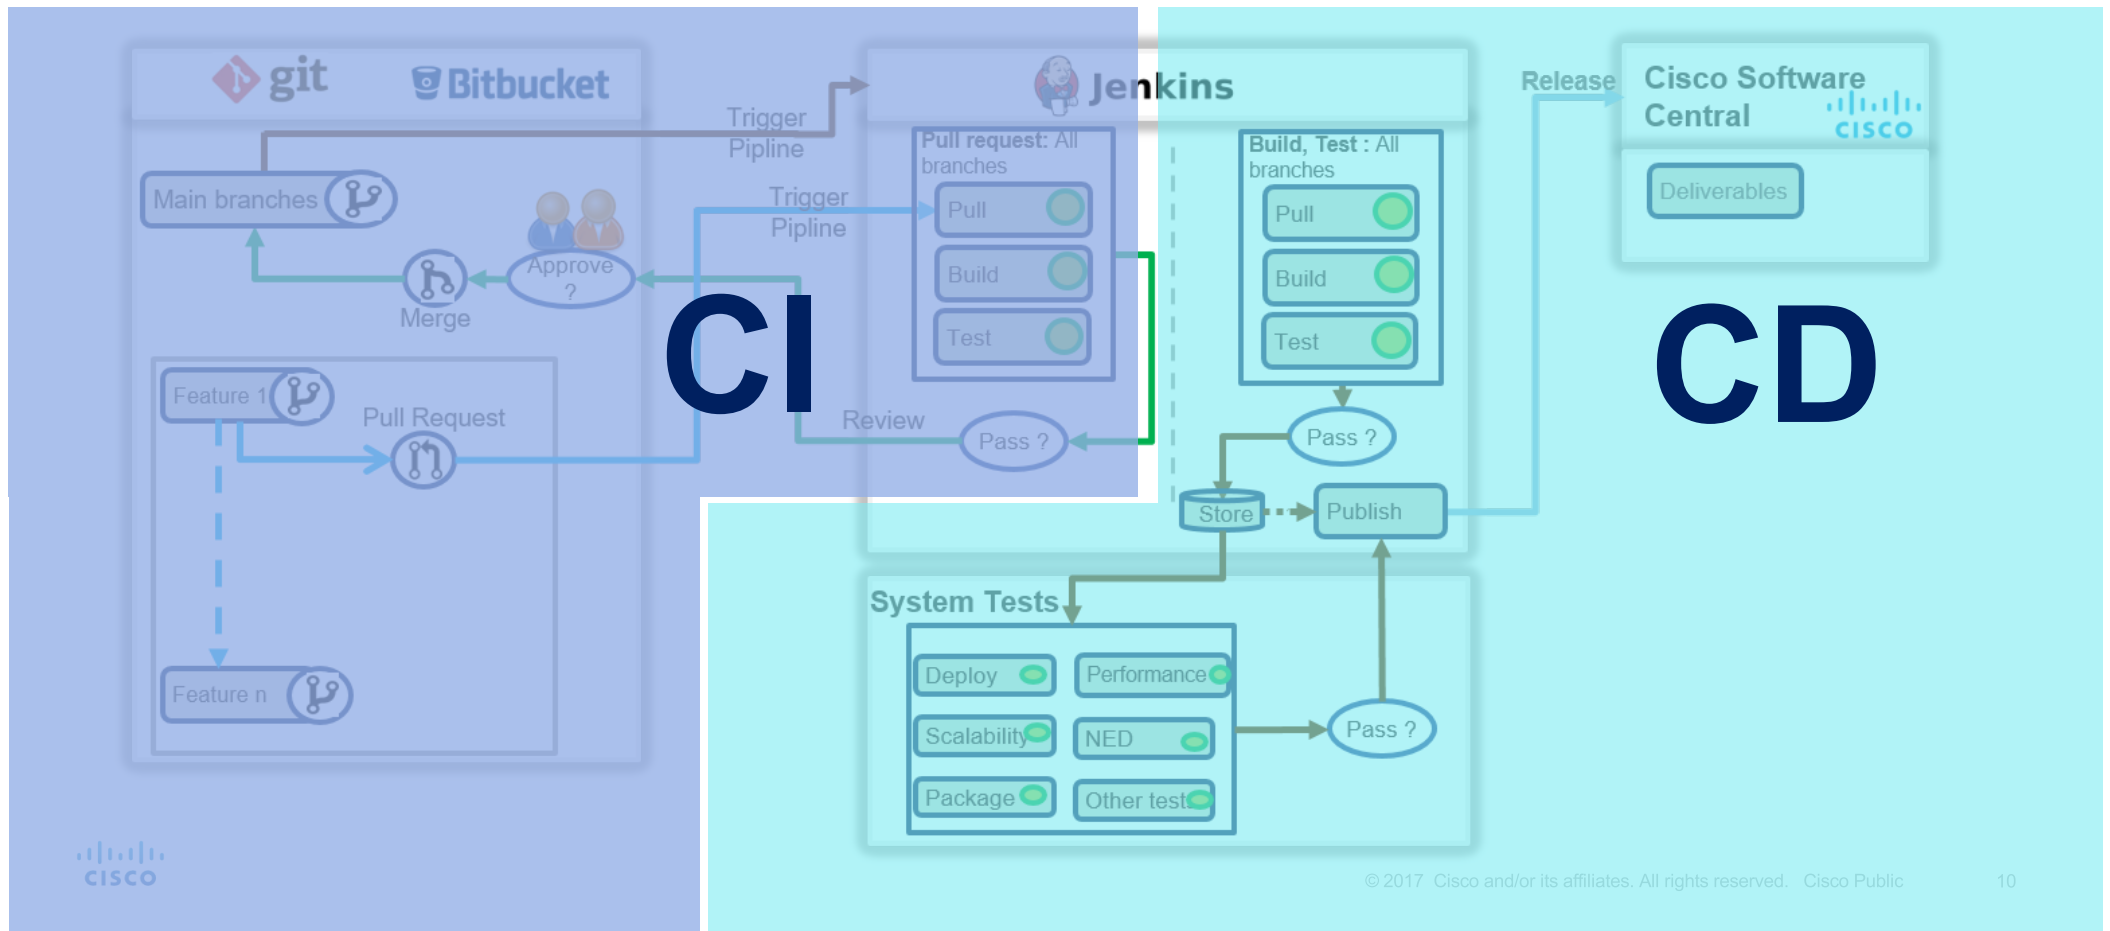 git
Bitbucket
Jenkins
Release
Cisco Software
Central
CISCO
Trigger
Pipline
Pull request: All
branches
Build, Test : All
branches
Main branches
Trigger
Pipline
Pull
Pull
Deliverables
Approve
?
Build
Build
Merge
Test
Test
CI
CD
Feature 1
Pull Request
Review
Pass ?
Pass ?
Store
Publish
System Tests
Deploy
Performance
Feature n
Scalability
NED
Pass ?
Package
Other tests
CISCO
© 2017 Cisco and/or its affiliates. All rights reserved. Cisco Public
10